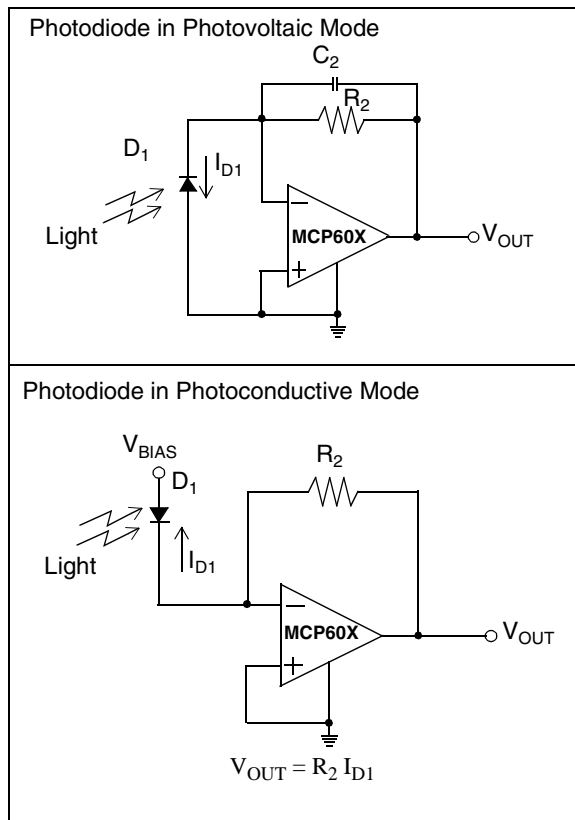 Photodiode in Photovoltaic Mode
C2
R2
D1
ID1
Light
−
MCP60X
+
VOUT
Photodiode in Photoconductive Mode
VBIAS
D1
R2
Light
ID1
−
MCP60X
+
VOUT
VOUT = R2 ID1